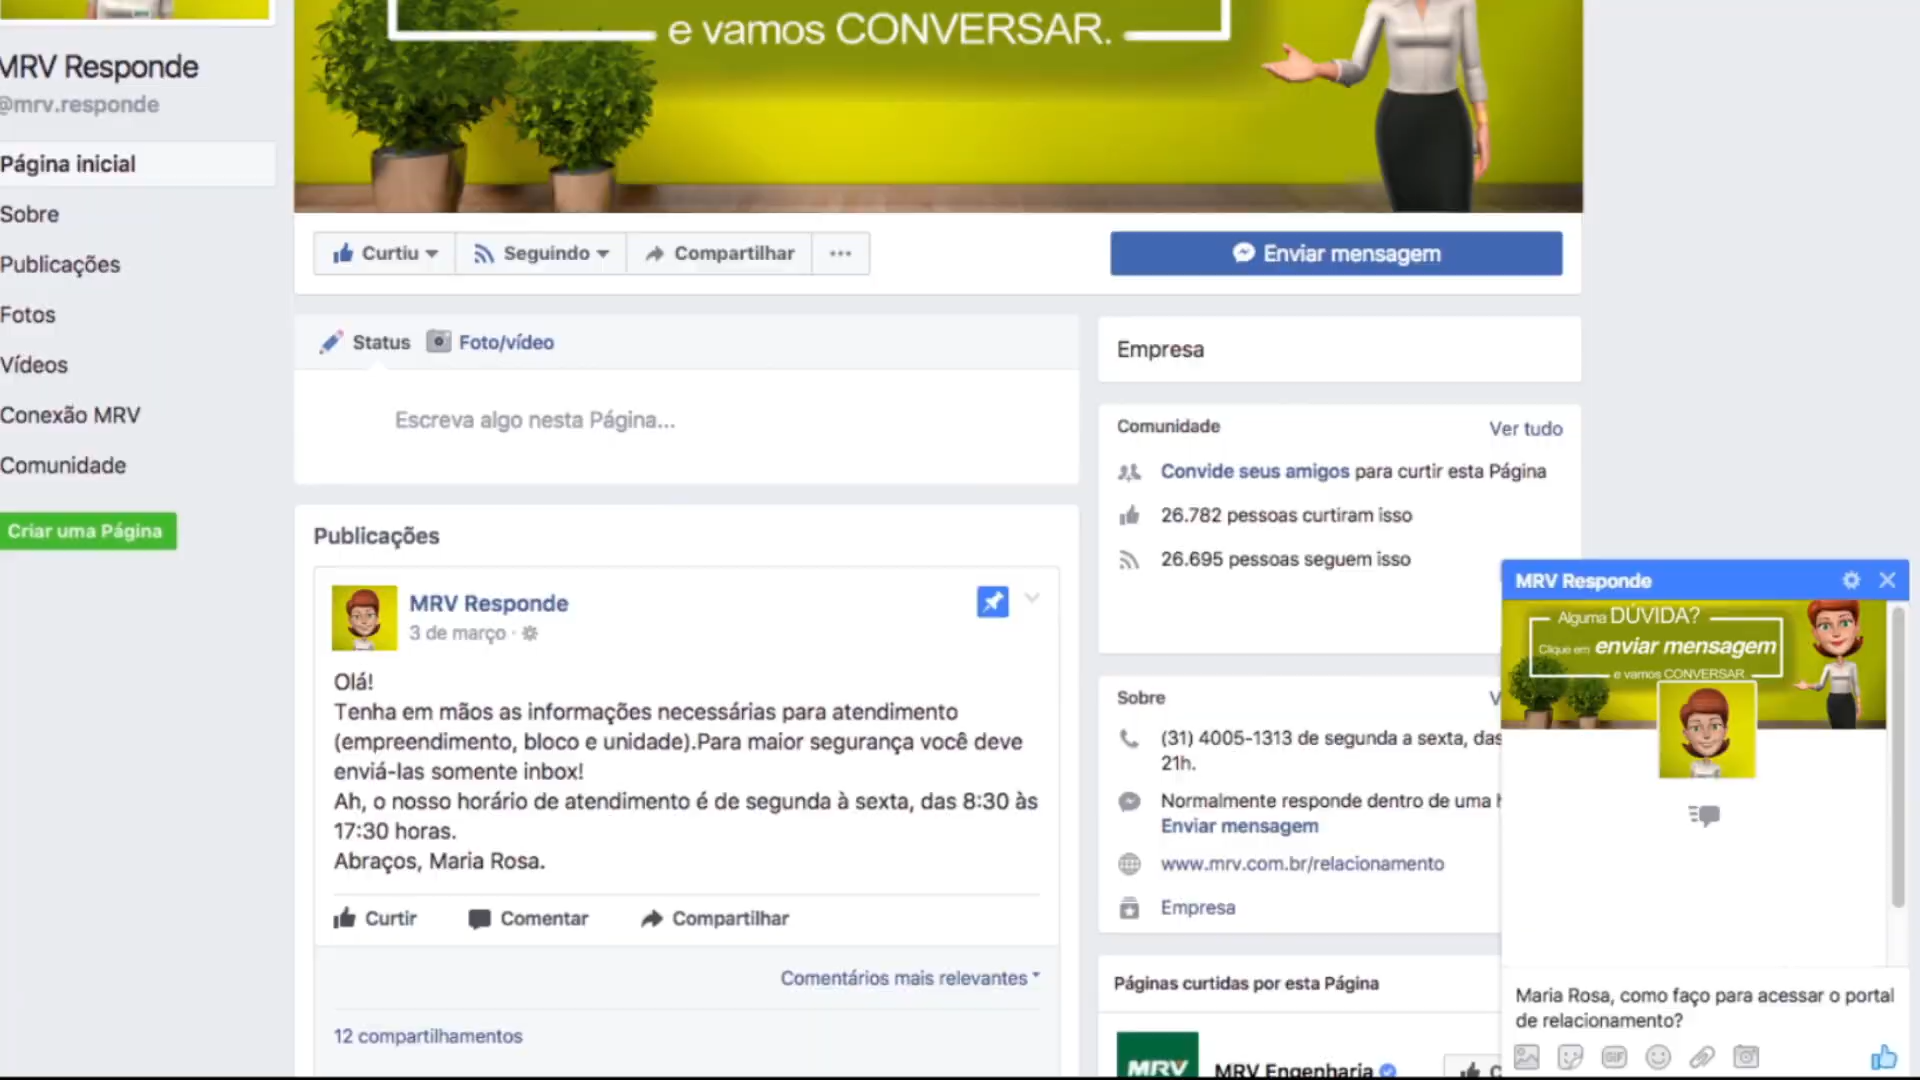 e vamos CONVERSAR.
MRV Responde
@mrv.responde
Página inicial
Sobre
Publicações
Fotos
Vídeos
Conexão MRV
Comunidade
Criar uma Página
Curtiu
Seguindo
Compartilhar
Enviar mensagem
Status
Foto/vídeo
Escreva algo nesta Página...
Publicações
MRV Responde
3 de março
Olá!
Tenha em mãos as informações necessárias para atendimento
(empreendimento, bloco e unidade).Para maior segurança você deve
enviá-las somente inbox!
Ah, o nosso horário de atendimento é de segunda à sexta, das 8:30 às
17:30 horas.
Abraços, Maria Rosa.
Curtir
Comentar
Compartilhar
Comentários mais relevantes
12 compartilhamentos
Empresa
Comunidade
Ver tudo
Convide seus amigos para curtir esta Página
26.782 pessoas curtiram isso
26.695 pessoas seguem isso
Sobre
(31) 4005-1313 de segunda a sexta, das
21h.
Normalmente responde dentro de uma
Enviar mensagem
www.mrv.com.br/relacionamento
Empresa
Páginas curtidas por esta Página
MRV
MRV Engenharia
MRV Responde
Alguma DÚVIDA?
Clique em enviar mensagem
e vamos CONVERSAR.
Maria Rosa, como faço para acessar o portal
de relacionamento?
GIF